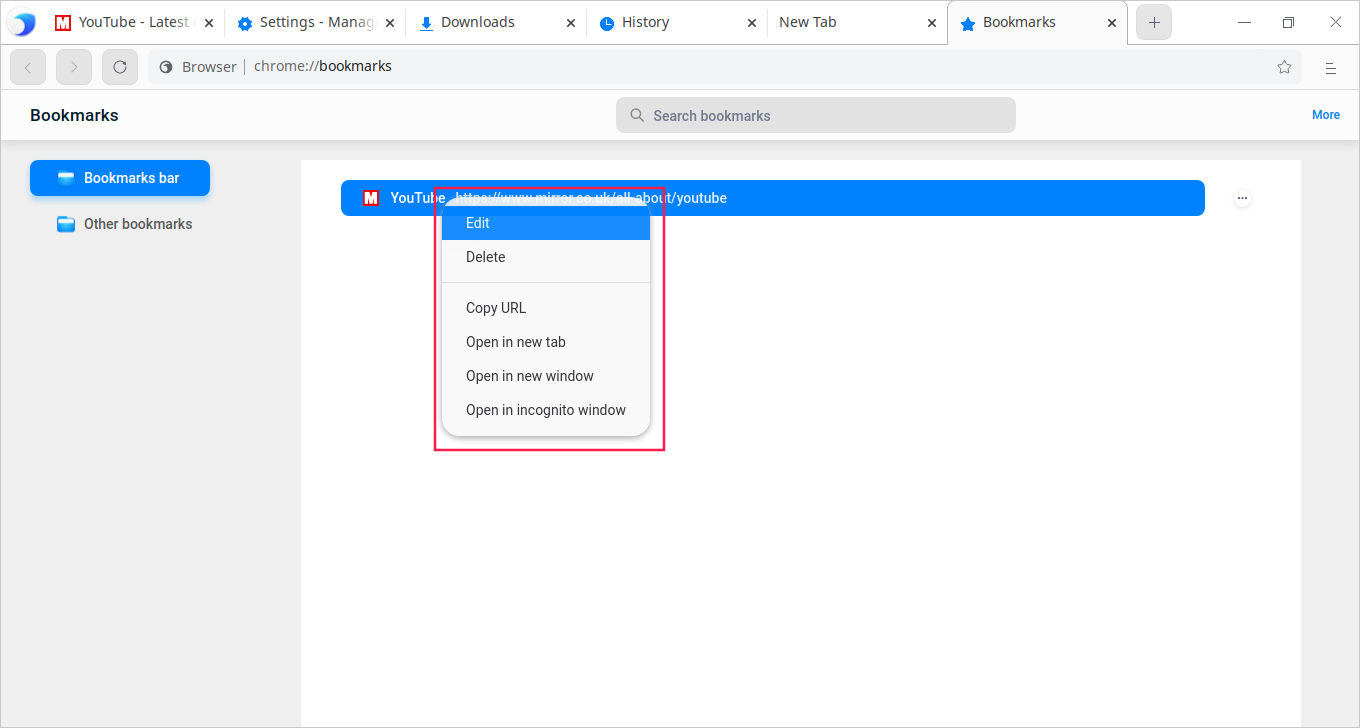 YouTube - Latest
Settings - Manag
Downloads
History
New Tab
Bookmarks
Browser | chrome://bookmarks
Bookmarks
Search bookmarks
More
Bookmarks bar
Other bookmarks
M YouTube https://www.mirror.co.uk/all-about/youtube
Edit
Delete
Copy URL
Open in new tab
Open in new window
Open in incognito window